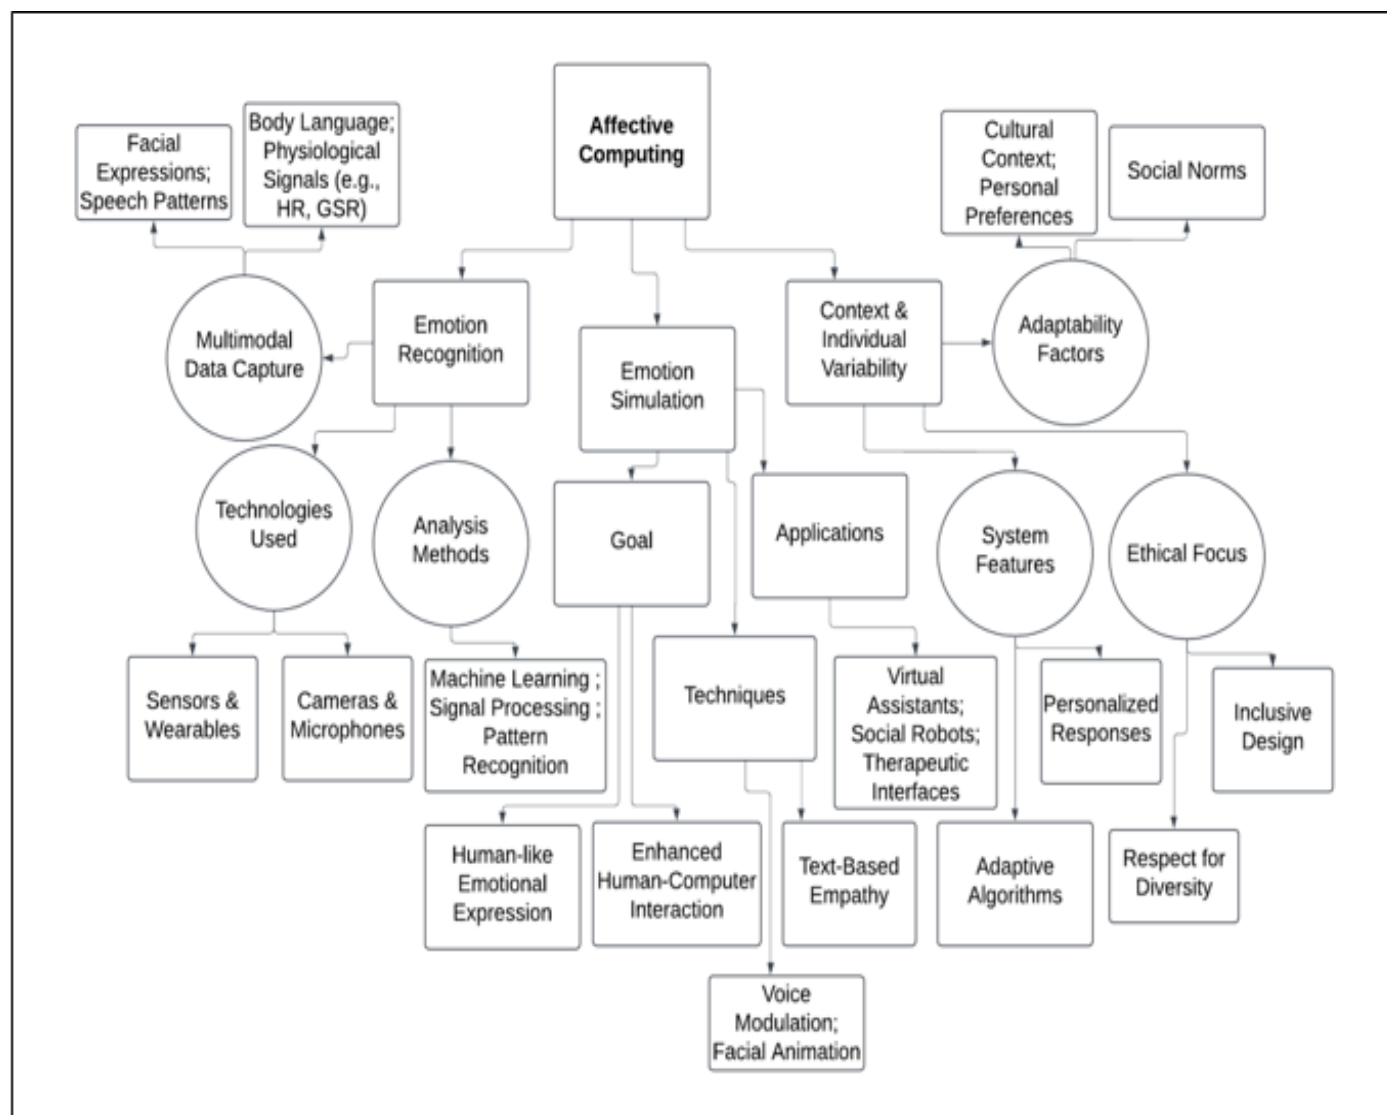 Affective
Computing
Facial
Expressions;
Speech Patterns
Body Language;
Physiological
Signals (e.g.,
HR, GSR)
Cultural
Context;
Personal
Preferences
Social Norms
Multimodal
Data Capture
Emotion
Recognition
Emotion
Simulation
Context &
Individual
Variability
Adaptability
Factors
Technologies
Used
Analysis
Methods
Goal
Applications
System
Features
Ethical Focus
Sensors &
Wearables
Cameras &
Microphones
Machine Learning ;
Signal Processing ;
Pattern
Recognition
Techniques
Virtual
Assistants;
Social Robots;
Therapeutic
Interfaces
Personalized
Responses
Inclusive
Design
Human-like
Emotional
Expression
Enhanced
Human-Computer
Interaction
Text-Based
Empathy
Adaptive
Algorithms
Respect for
Diversity
Voice
Modulation;
Facial Animation